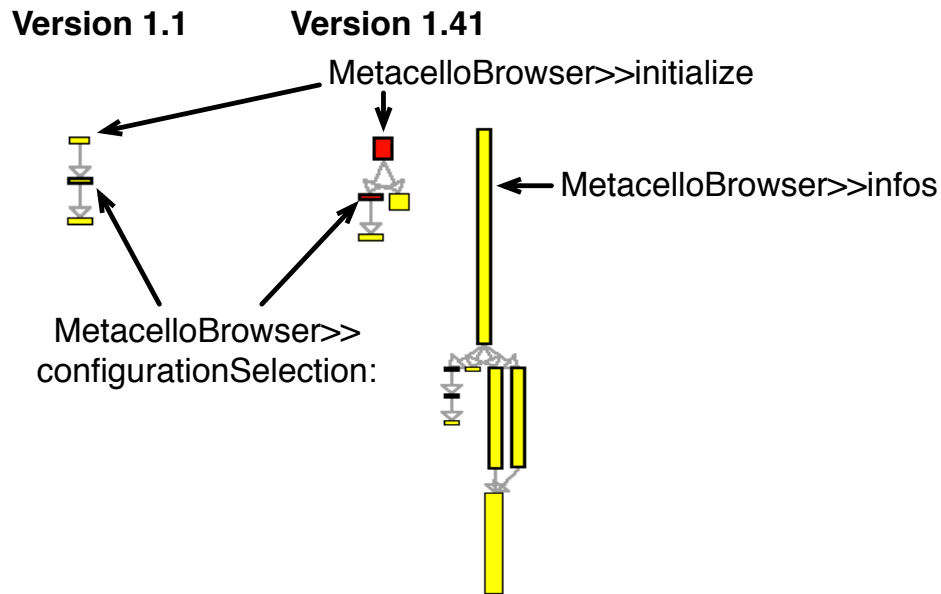 Version 1.1
Version 1.41
MetacelloBrowser>>initialize
MetacelloBrowser>>infos
MetacelloBrowser>>
configurationSelection: